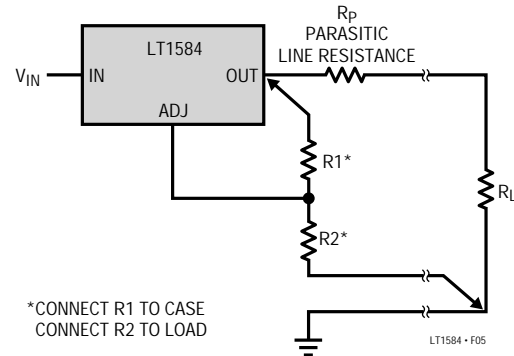 RP
PARASITIC
LINE RESISTANCE
LT1584
VIN
IN
OUT
ADJ
R1*
RL
R2*
*CONNECT R1 TO CASE
CONNECT R2 TO LOAD
LT1584 • F05